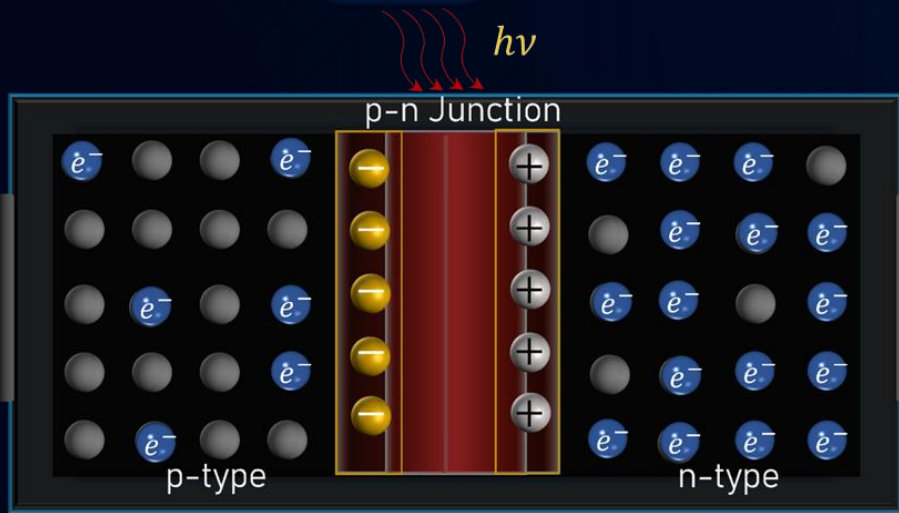 hν
p-n Junction
e⁻ e⁻ − + e⁻ e⁻ e⁻
− + e⁻ e⁻ e⁻
e⁻ e⁻ − + e⁻ e⁻ e⁻
e⁻ − + e⁻ e⁻ e⁻
e⁻ − + e⁻ e⁻ e⁻ e⁻
p-type n-type